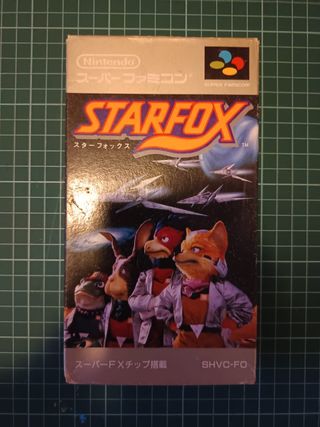 Nintendo
スーパーファミコン
SUPER FAMICOM
STARFOX
スターフォックス
TM
スーパーFXチップ搭載
SHVC-FO